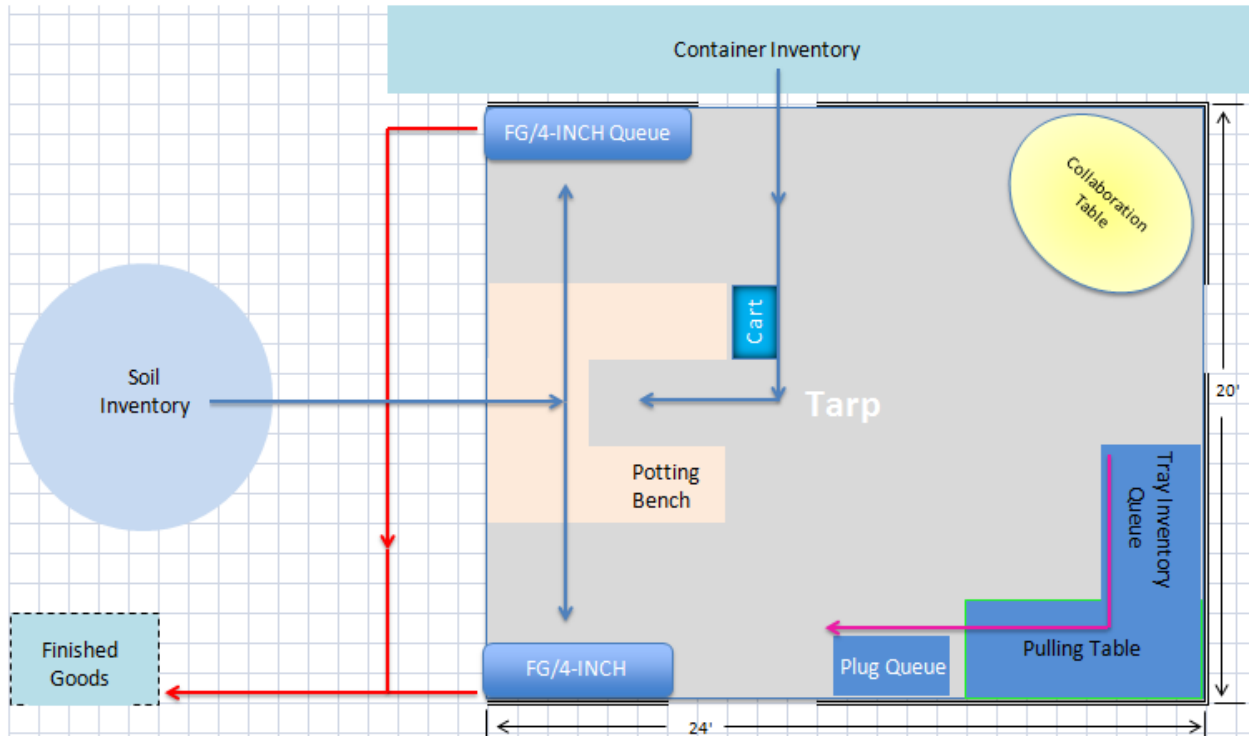 Container Inventory
FG/4-INCH Queue
Collaboration
Table
Cart
Soil
Inventory
Tarp
20'
Potting
Bench
Tray Inventory
Queue
Finished
Goods
FG/4-INCH
Plug Queue
Pulling Table
24'